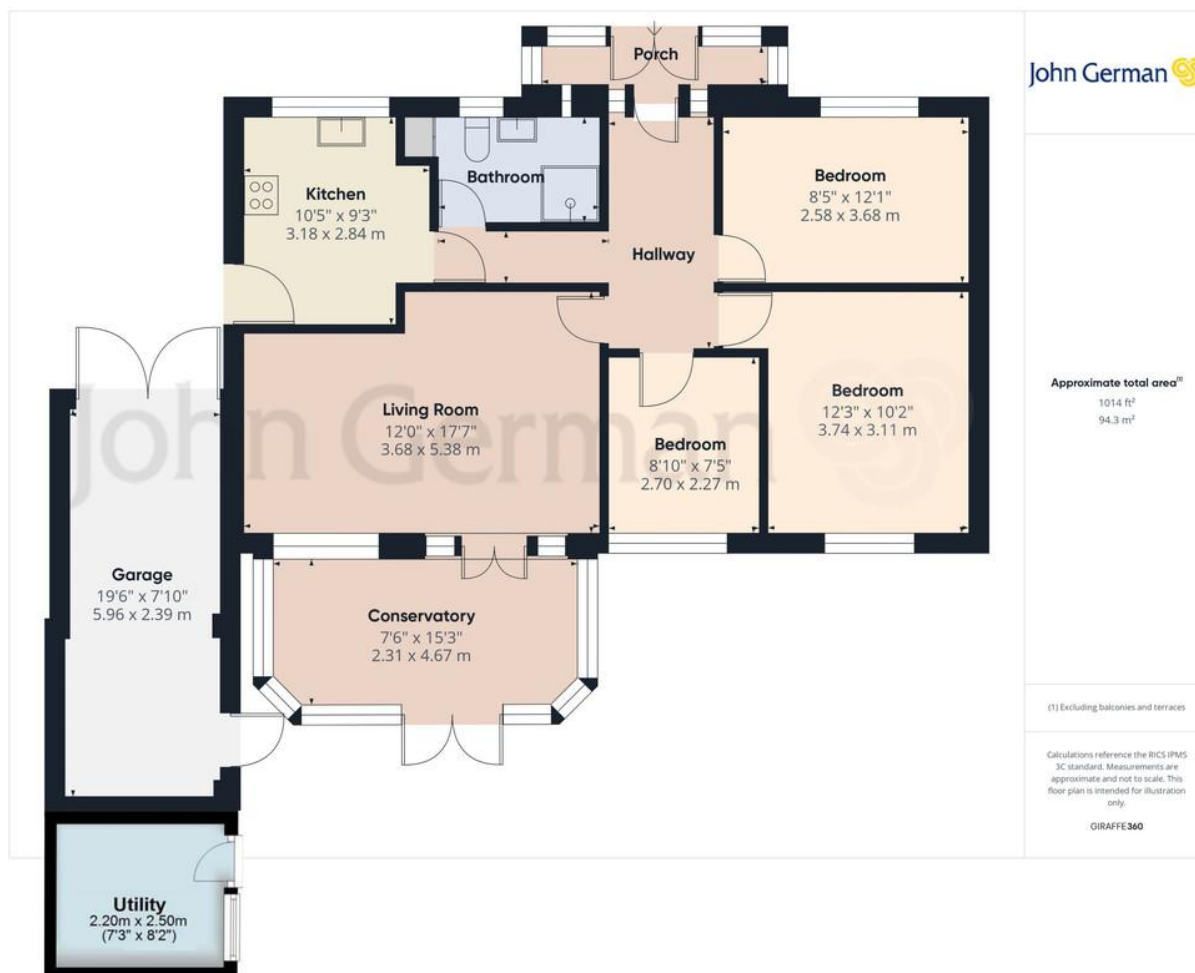 Porch
John German
Kitchen
10'5" x 9'3"
3.18 x 2.84 m
Bathroom
Bedroom
8'5" x 12'1"
2.58 x 3.68 m
Hallway
Living Room
12'0" x 17'7"
3.68 x 5.38 m
Bedroom
12'3" x 10'2"
3.74 x 3.11 m
Bedroom
8'10" x 7'5"
2.70 x 2.27 m
John German
Garage
19'6" x 7'10"
5.96 x 2.39 m
Conservatory
7'6" x 15'3"
2.31 x 4.67 m
Utility
2.20m x 2.50m
(7'3" x 8'2")
Approximate total area(1)
1014 ft²
94.3 m²
(1) Excluding balconies and terraces
Calculations reference the RICS IPMS
3C standard. Measurements are
approximate and not to scale. This
floor plan is intended for illustration
only.
GIRAFFE360